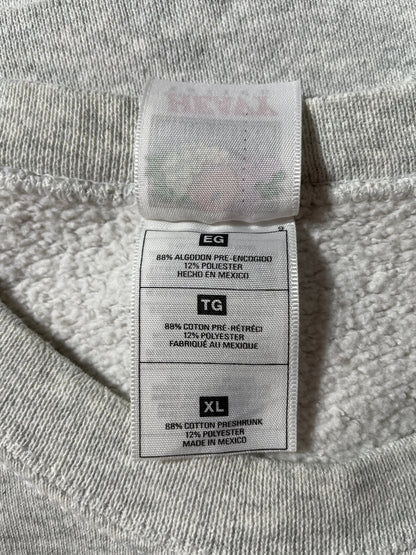 HEAVY
EG
88% ALGODON PRE-ENCOGIDO
12% POLIESTER
HECHO EN MEXICO
TG
88% COTON PRÉ-RÉTRÉCI
12% POLYESTER
FABRIQUÉ AU MEXIQUE
XL
88% COTTON PRESHRUNK
12% POLYESTER
MADE IN MEXICO